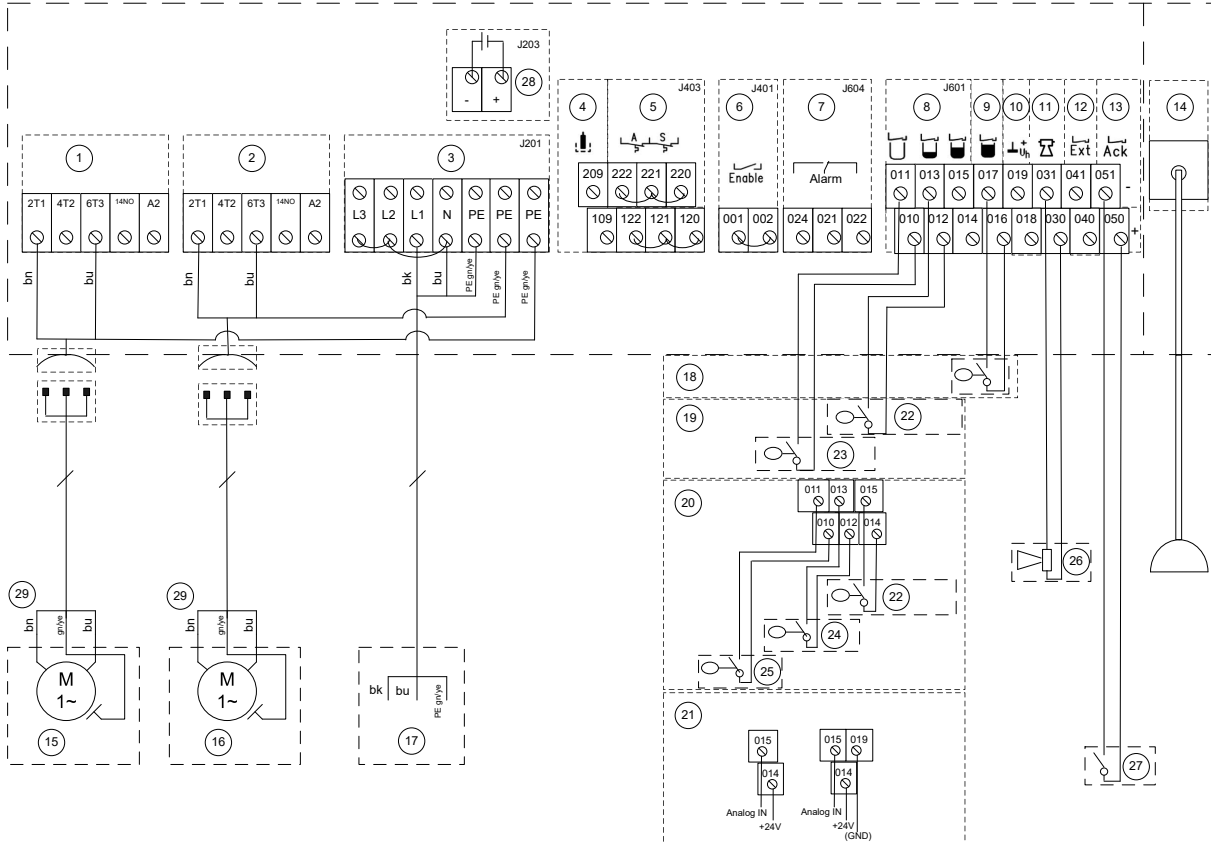 J203
28
- +
4
5
J403
6
J401
7
J604
8
J601
9
10
11
12
13
14
1
2
3
J201
A S
Enable
Alarm
+
Uh
Ext
Ack
2T1 4T2 6T3 14NO A2
2T1 4T2 6T3 14NO A2
L3 L2 L1 N PE PE PE
209 222 221 220
109 122 121 120
001 002
024 021 022
011 013 015 017 019 031 041 051 -
010 012 014 016 018 030 040 050 +
bn
bu
bn
bu
bk
bu
PE gn/ye
PE gn/ye
PE gn/ye
18
19
22
23
20
011 013 015
010 012 014
22
24
25
26
27
29
bn
gn/ye
bu
M
1~
15
29
bn
gn/ye
bu
M
1~
16
bk
bu
PE gn/ye
17
21
015
014
Analog IN
+24V
015 019
014
Analog IN
+24V
(GND)